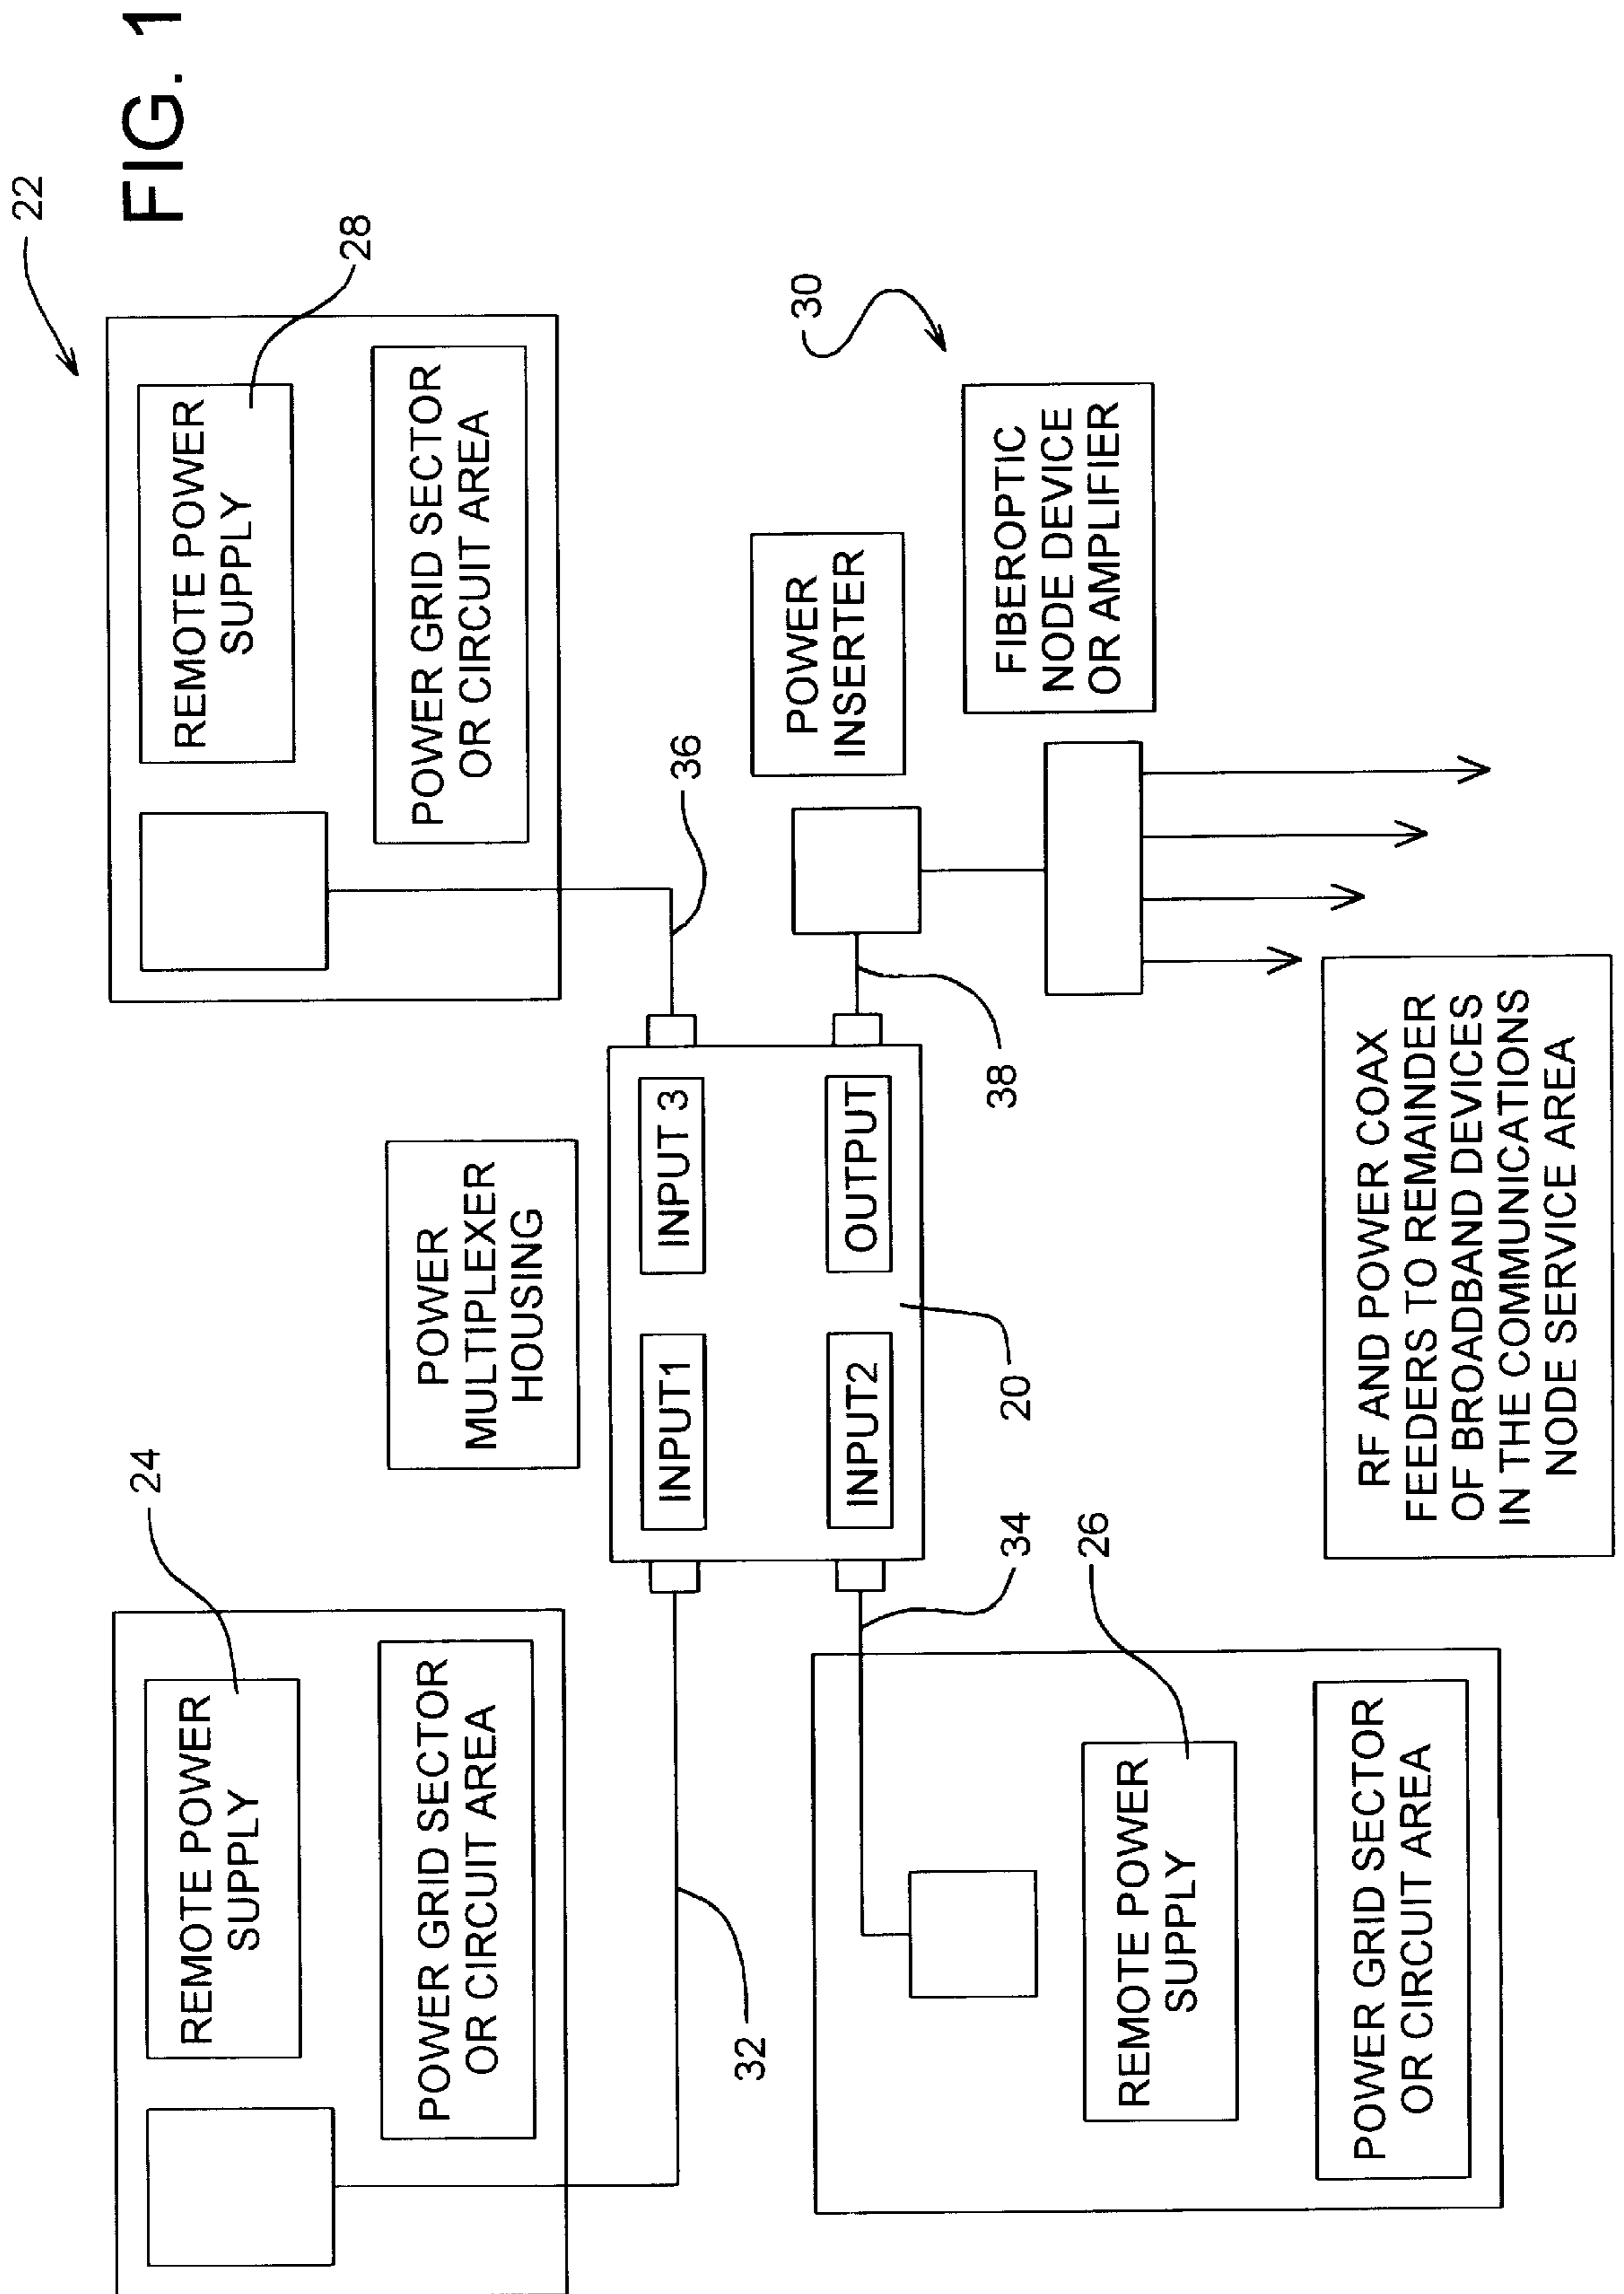 FIG. 1
22
24
REMOTE POWER
SUPPLY
POWER GRID SECTOR
OR CIRCUIT AREA
32
POWER
MULTIPLEXER
HOUSING
28
REMOTE POWER
SUPPLY
POWER GRID SECTOR
OR CIRCUIT AREA
36
INPUT1
INPUT 3
INPUT2
OUTPUT
20
34
38
POWER
INSERTER
30
FIBEROPTIC
NODE DEVICE
OR AMPLIFIER
26
REMOTE POWER
SUPPLY
POWER GRID SECTOR
OR CIRCUIT AREA
RF AND POWER COAX
FEEDERS TO REMAINDER
OF BROADBAND DEVICES
IN THE COMMUNICATIONS
NODE SERVICE AREA